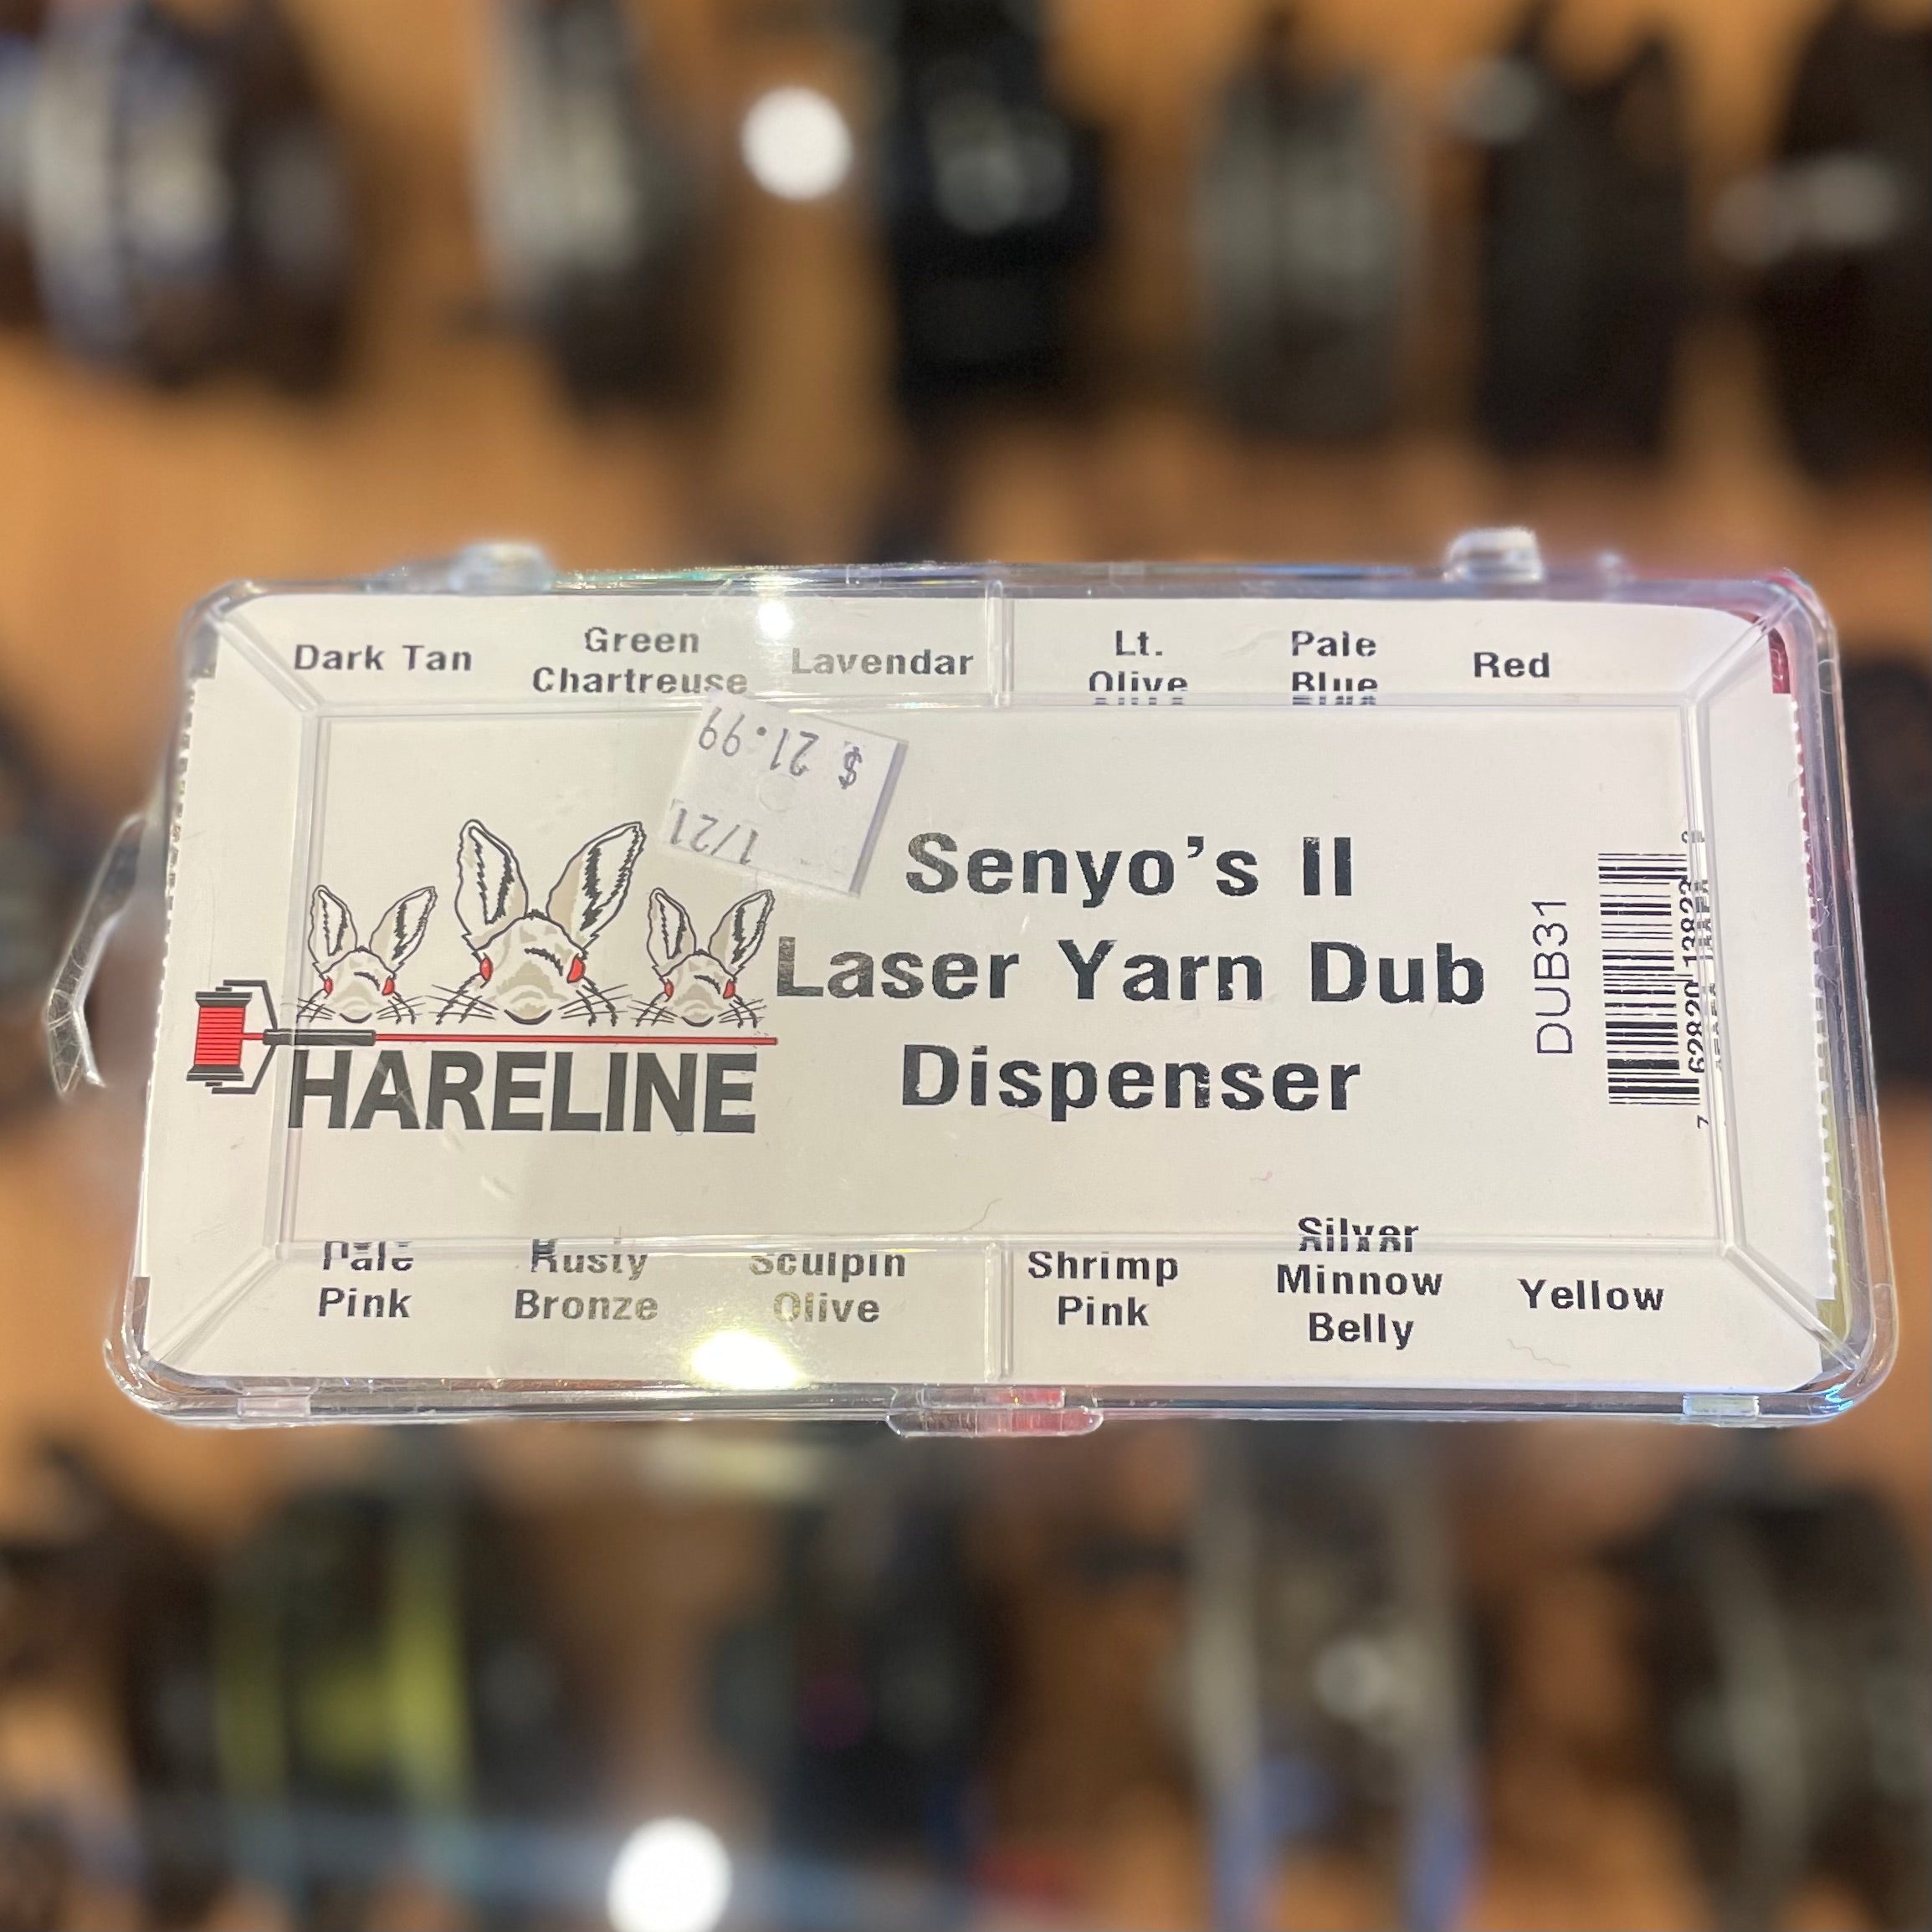 Dark Tan
Green
Chartreuse
Lavendar
Lt.
Olive
Pale
Blue
Red
$ 21.99
1/21
HARELINE
Senyo's II
Laser Yarn Dub
Dispenser
DUB31
Pale
Pink
Rusty
Bronze
Sculpin
Olive
Shrimp
Pink
Silver
Minnow
Belly
Yellow